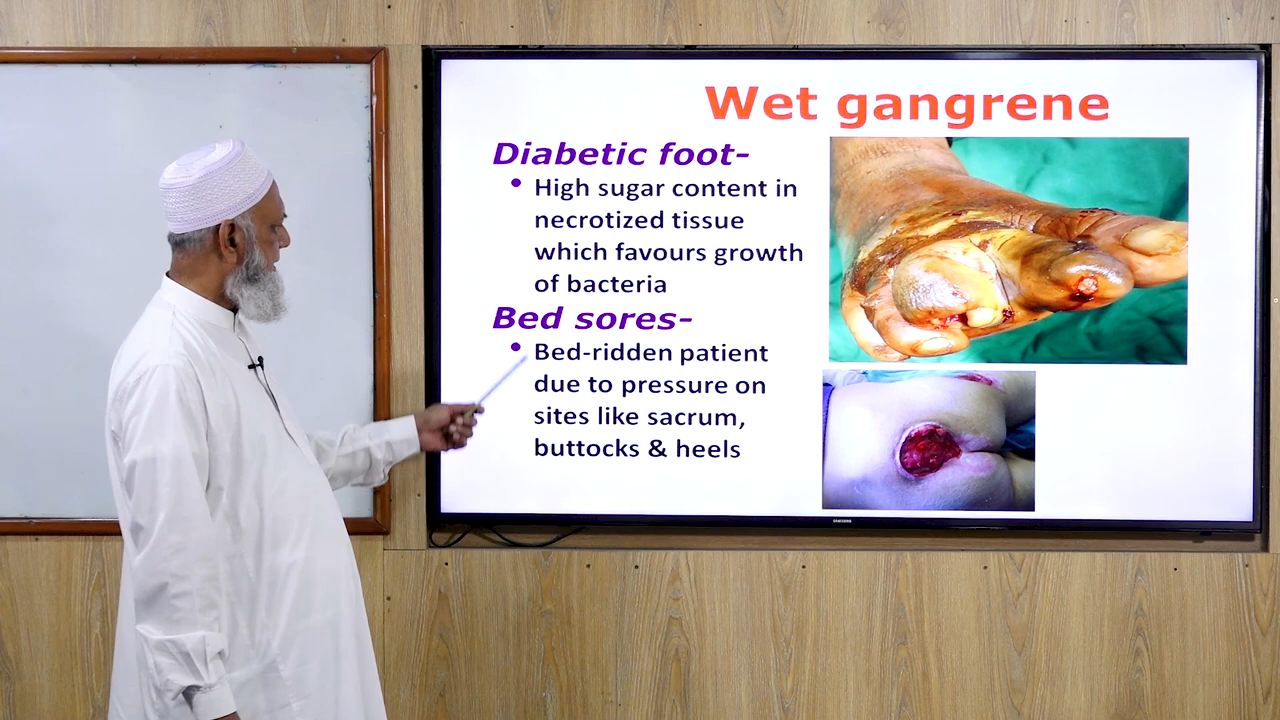 Wet gangrene
Diabetic foot-
• High sugar content in
necrotized tissue
which favours growth
of bacteria
Bed sores-
• Bed-ridden patient
due to pressure on
sites like sacrum,
buttocks & heels
SAMSUNG